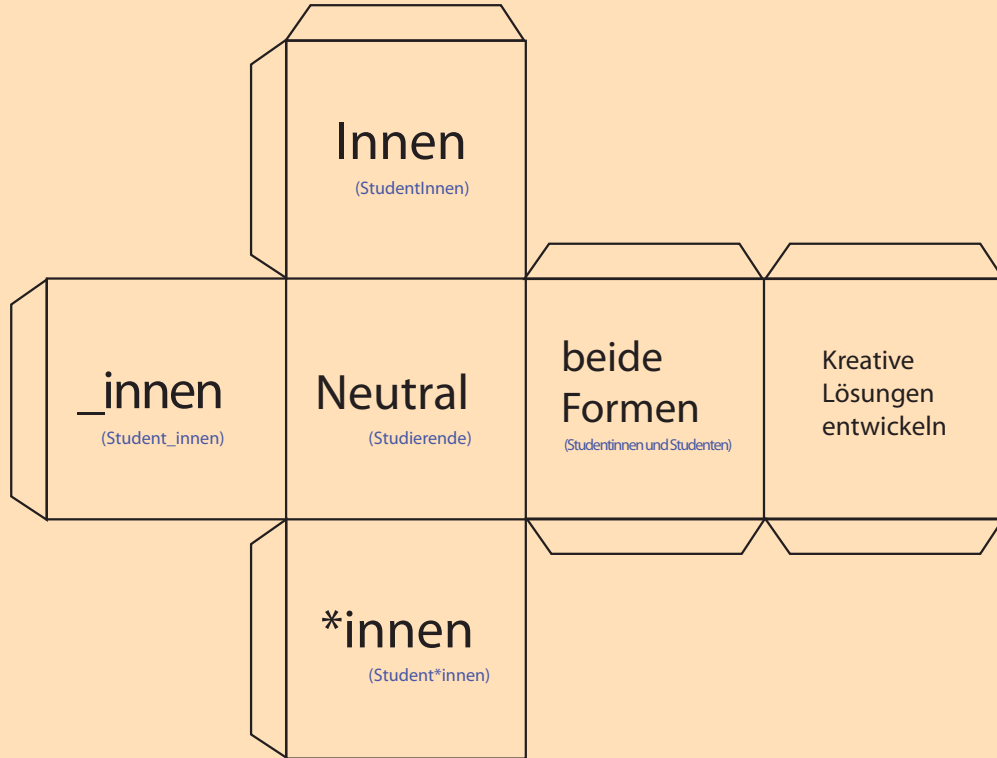 Innen
(StudentInnen)
_innen
(Student_innen)
Neutral
(Studierende)
beide
Formen
(Studentinnen und Studenten)
Kreative
Lösungen
entwickeln
*innen
(Student*innen)